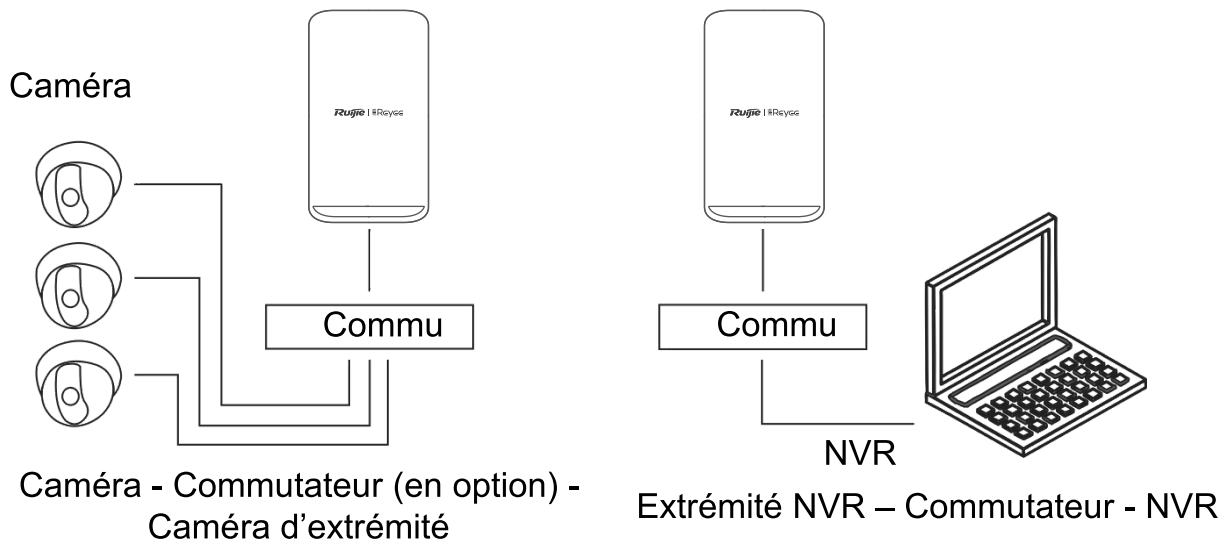 Caméra
Ruijie | Reyee
Ruijie | Reyee
Commu
Commu
NVR
Caméra - Commutateur (en option) -
Caméra d’extrémité
Extrémité NVR – Commutateur - NVR